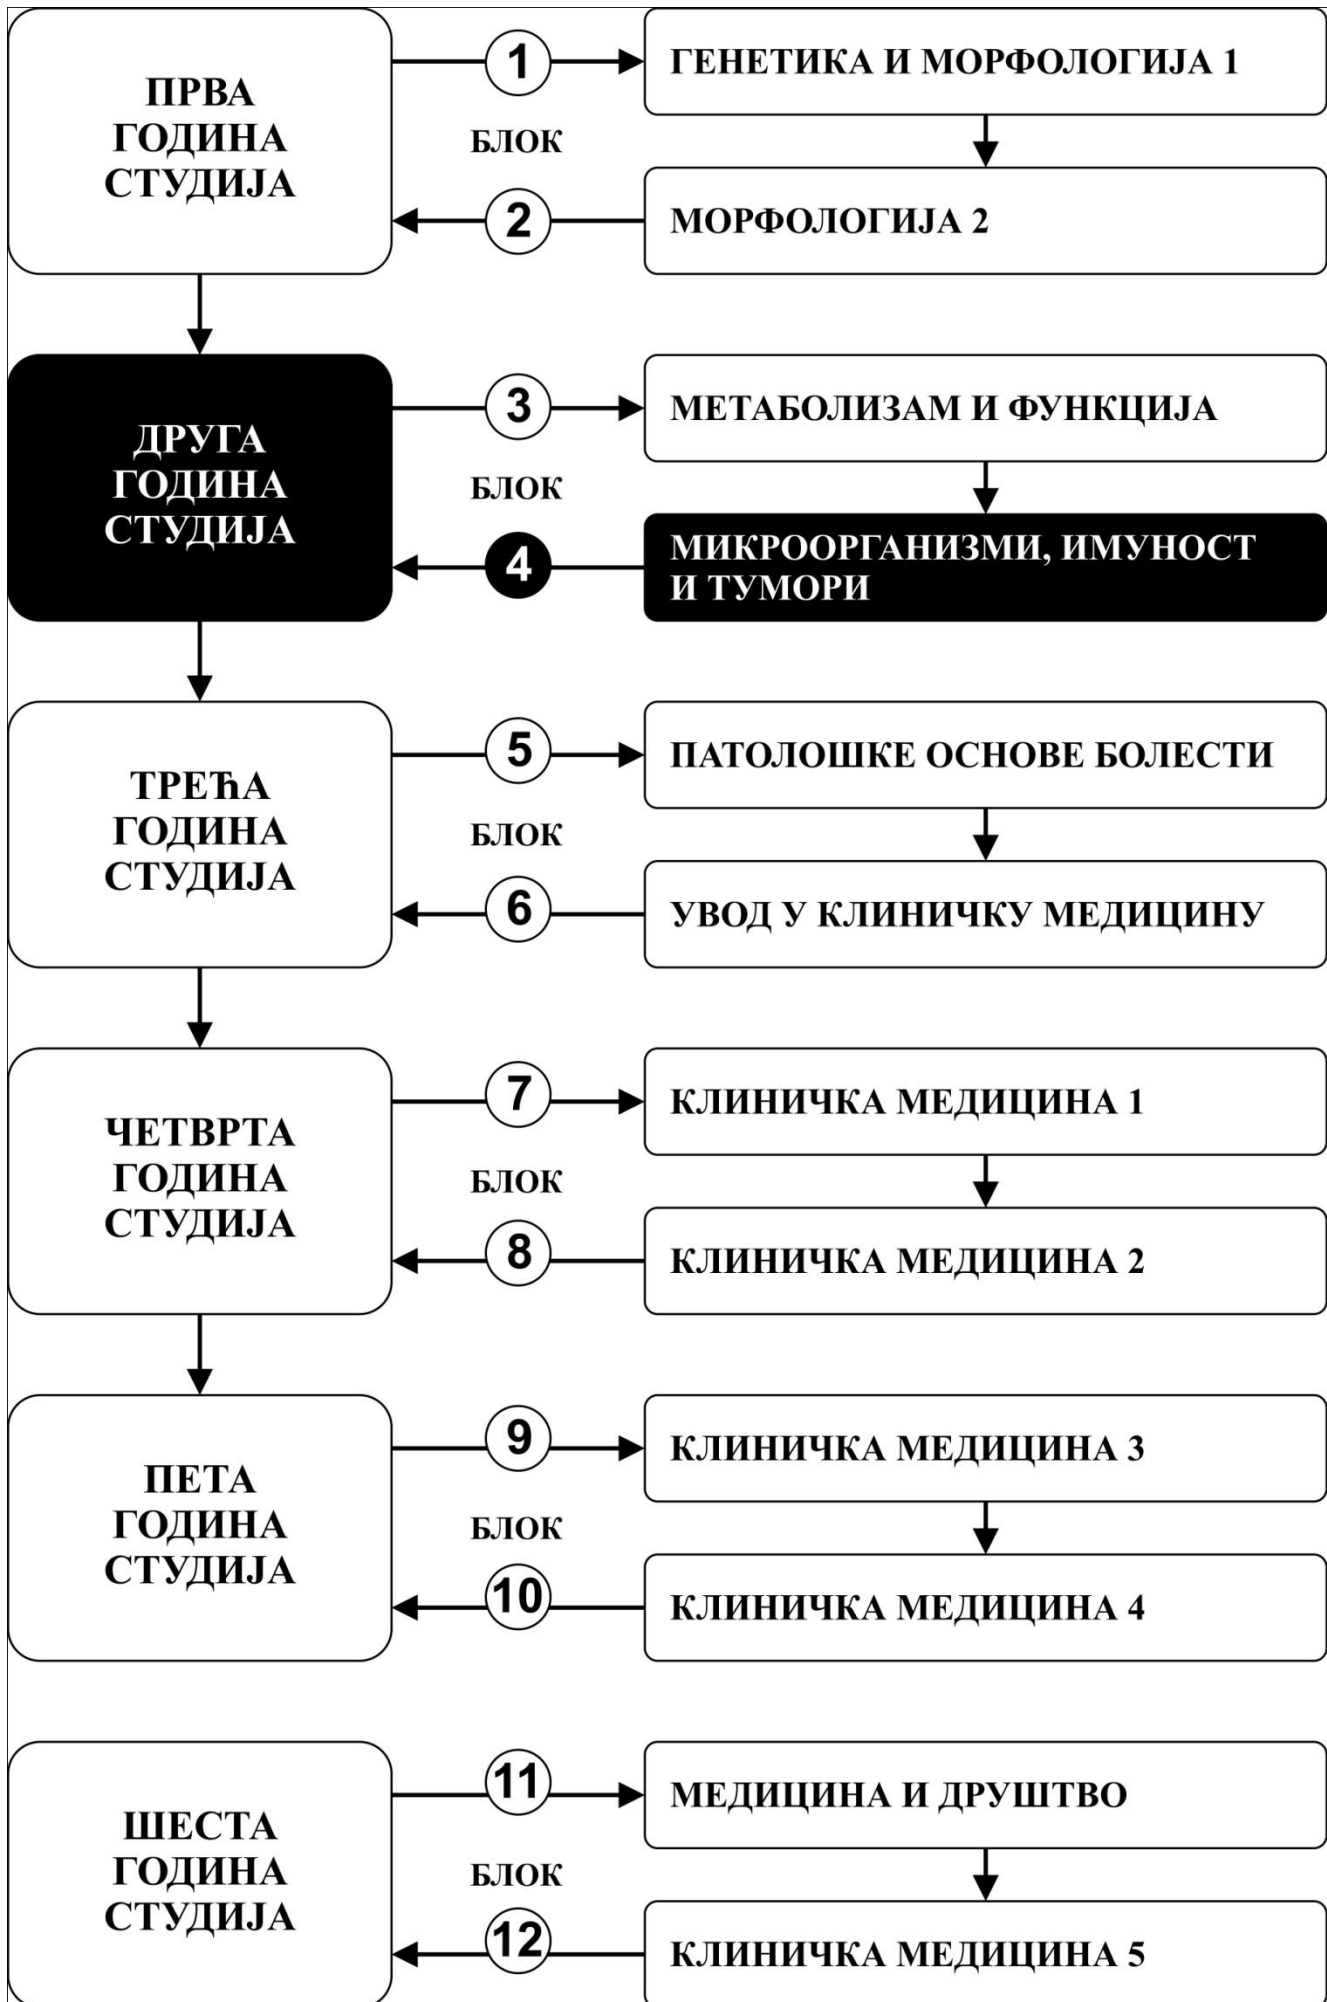 ПРВА
ГОДИНА
СТУДИЈА
1
БЛОК
2
ГЕНЕТИКА И МОРФОЛОГИЈА 1
МОРФОЛОГИЈА 2
ДРУГА
ГОДИНА
СТУДИЈА
3
БЛОК
4
МЕТАБОЛИЗАМ И ФУНКЦИЈА
МИКРООРГАНИЗМИ, ИМУНОСТ
И ТУМОРИ
ТРЕЋА
ГОДИНА
СТУДИЈА
5
БЛОК
6
ПАТОЛОШКЕ ОСНОВЕ БОЛЕСТИ
УВОД У КЛИНИЧКУ МЕДИЦИНУ
ЧЕТВРТА
ГОДИНА
СТУДИЈА
7
БЛОК
8
КЛИНИЧКА МЕДИЦИНА 1
КЛИНИЧКА МЕДИЦИНА 2
ПЕТА
ГОДИНА
СТУДИЈА
9
БЛОК
10
КЛИНИЧКА МЕДИЦИНА 3
КЛИНИЧКА МЕДИЦИНА 4
ШЕСТА
ГОДИНА
СТУДИЈА
11
БЛОК
12
МЕДИЦИНА И ДРУШТВО
КЛИНИЧКА МЕДИЦИНА 5